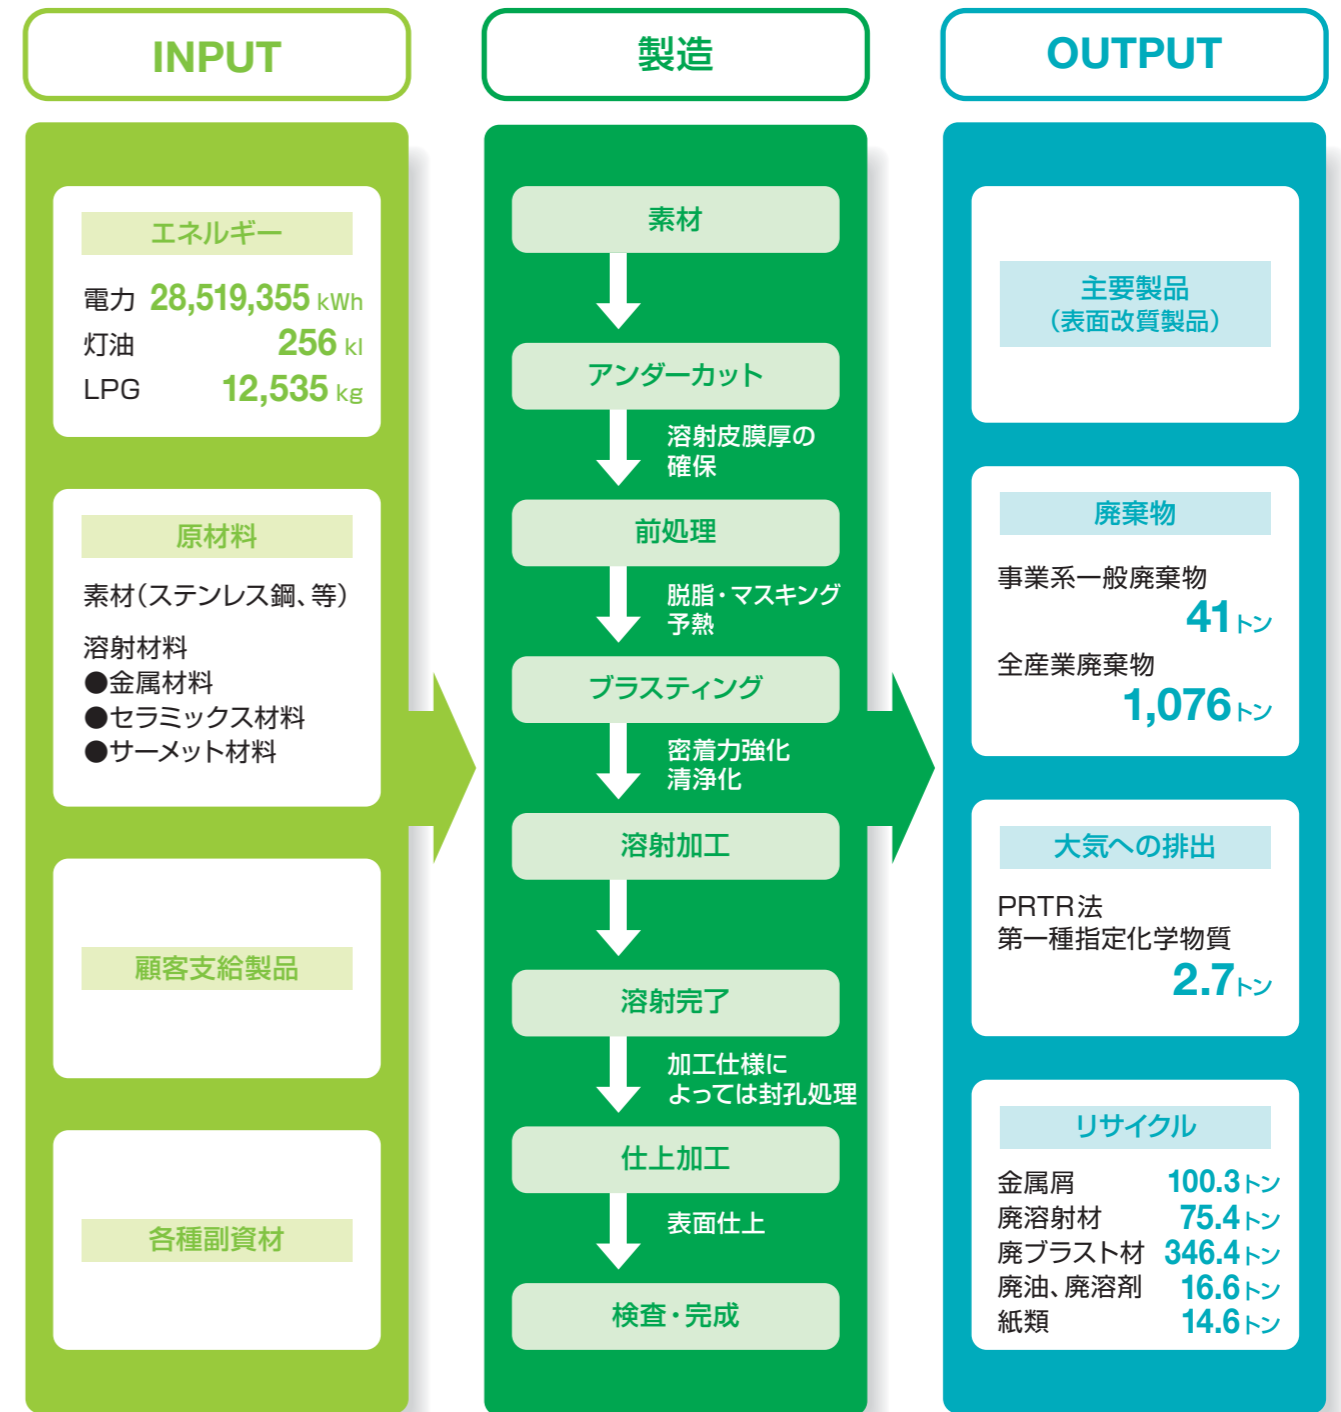 INPUT
エネルギー
電力 28,519,355 kWh
灯油 256 kl
LPG 12,535 kg
原材料
素材(ステンレス鋼、等)
溶射材料
●金属材料
●セラミックス材料
●サーメット材料
顧客支給製品
各種副資材
製造
素材
アンダーカット
溶射皮膜厚の
確保
前処理
脱脂・マスキング
予熱
ブラスティング
密着力強化
清浄化
溶射加工
溶射完了
加工仕様に
よっては封孔処理
仕上加工
表面仕上
検査・完成
OUTPUT
主要製品
(表面改質製品)
廃棄物
事業系一般廃棄物
41トン
全産業廃棄物
1,076トン
大気への排出
PRTR法
第一種指定化学物質
2.7トン
リサイクル
金属屑 100.3トン
廃溶射材 75.4トン
廃ブラスト材 346.4トン
廃油、廃溶剤 16.6トン
紙類 14.6トン